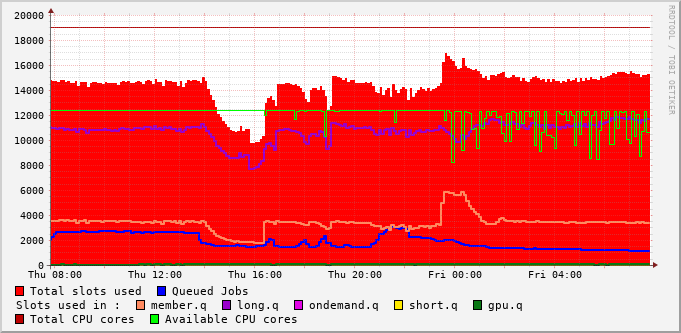 RRDTOOL / TOBI OETIKER
20000
18000
16000
14000
12000
10000
8000
6000
4000
2000
0
Thu 08:00 Thu 12:00 Thu 16:00 Thu 20:00 Fri 00:00 Fri 04:00
Total slots used Queued Jobs
Slots used in : member.q long.q ondemand.q short.q gpu.q
Total CPU cores Available CPU cores